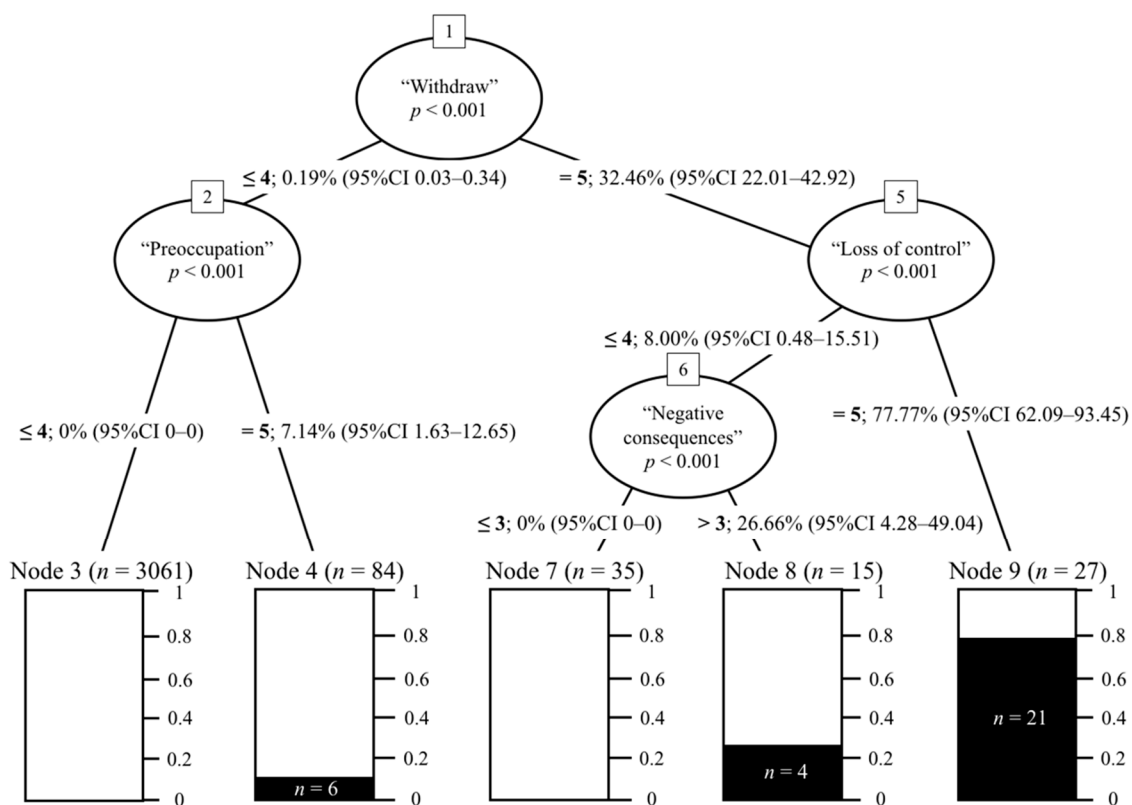 1
“Withdraw”
p < 0.001
≤ 4; 0.19% (95%CI 0.03–0.34)
= 5; 32.46% (95%CI 22.01–42.92)
2
“Preoccupation”
p < 0.001
5
“Loss of control”
p < 0.001
≤ 4; 8.00% (95%CI 0.48–15.51)
6
“Negative
consequences”
p < 0.001
≤ 4; 0% (95%CI 0–0)
= 5; 7.14% (95%CI 1.63–12.65)
= 5; 77.77% (95%CI 62.09–93.45)
≤ 3; 0% (95%CI 0–0)
> 3; 26.66% (95%CI 4.28–49.04)
Node 3 (n = 3061)
1
0.8
0.6
0.4
0.2
0
Node 4 (n = 84)
n = 6
1
0.8
0.6
0.4
0.2
0
Node 7 (n = 35)
1
0.8
0.6
0.4
0.2
0
Node 8 (n = 15)
n = 4
1
0.8
0.6
0.4
0.2
0
Node 9 (n = 27)
n = 21
1
0.8
0.6
0.4
0.2
0